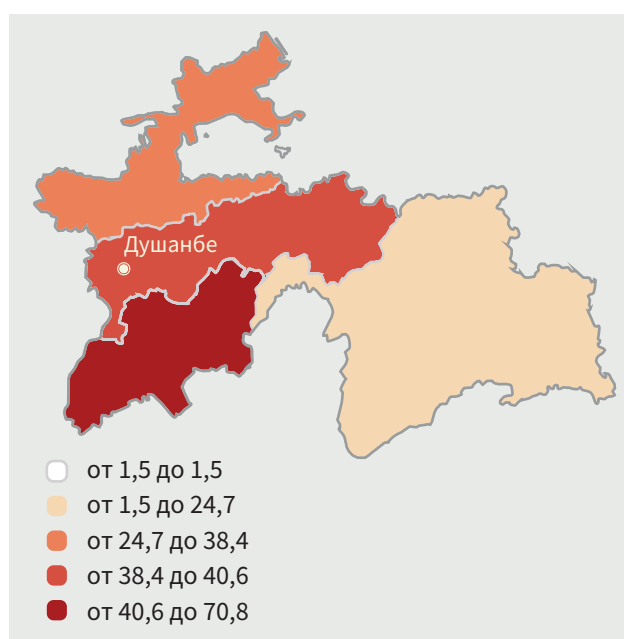 Душанбе
от 1,5 до 1,5
от 1,5 до 24,7
от 24,7 до 38,4
от 38,4 до 40,6
от 40,6 до 70,8